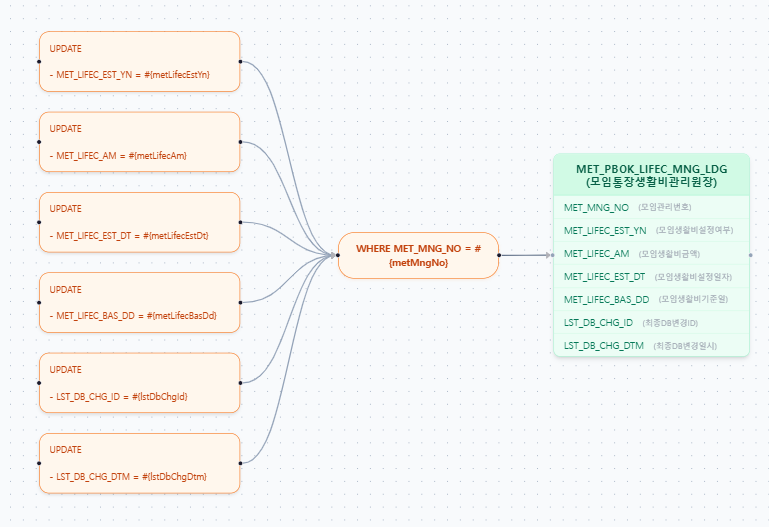 UPDATE
- MET_LIFEC_EST_YN = #{metLifecEstYn}
UPDATE
- MET_LIFEC_AM = #{metLifecAm}
UPDATE
- MET_LIFEC_EST_DT = #{metLifecEstDt}
UPDATE
- MET_LIFEC_BAS_DD = #{metLifecBasDd}
UPDATE
- LST_DB_CHG_ID = #{lstDbChgId}
UPDATE
- LST_DB_CHG_DTM = #{lstDbChgDtm}
WHERE MET_MNG_NO = #
{metMngNo}
MET_PBOK_LIFEC_MNG_LDG
(모임통장생활비관리원장)
MET_MNG_NO (모임관리번호)
MET_LIFEC_EST_YN (모임생활비설정여부)
MET_LIFEC_AM (모임생활비금액)
MET_LIFEC_EST_DT (모임생활비설정일자)
MET_LIFEC_BAS_DD (모임생활비기준일)
LST_DB_CHG_ID (최종DB변경ID)
LST_DB_CHG_DTM (최종DB변경일시)